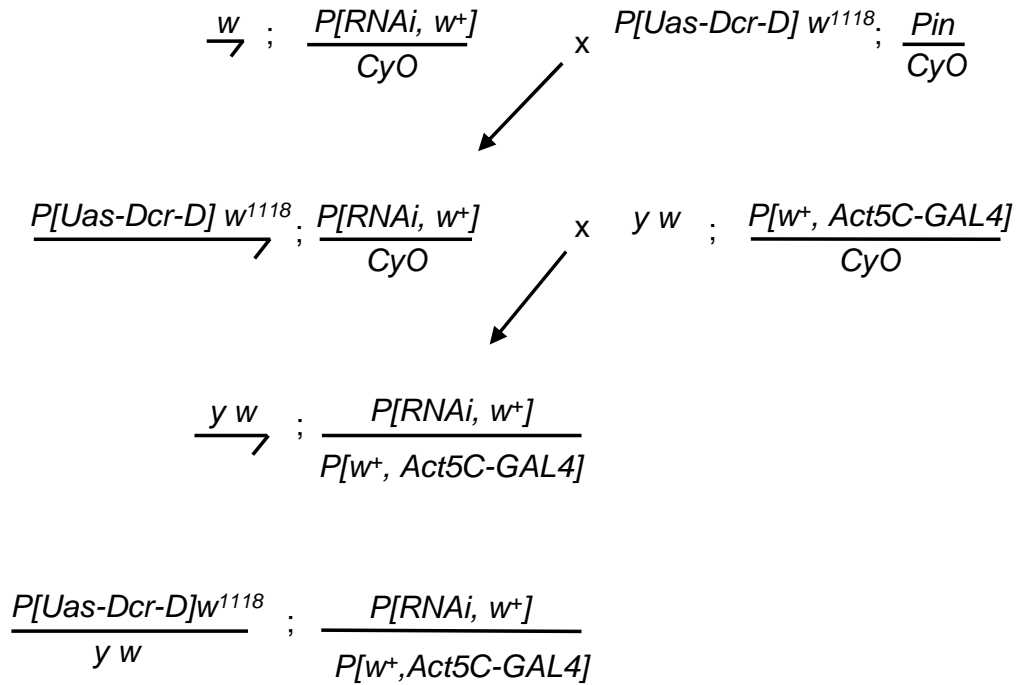 w ; P[RNAi, w+] x P[Uas-Dcr-D] w1118; Pin
CyO CyO
P[Uas-Dcr-D] w1118 ; P[RNAi, w+] x y w ; P[w+, Act5C-GAL4]
CyO CyO
y w ; P[RNAi, w+]
P[w+, Act5C-GAL4]
P[Uas-Dcr-D]w1118 ; P[RNAi, w+]
y w P[w+,Act5C-GAL4]